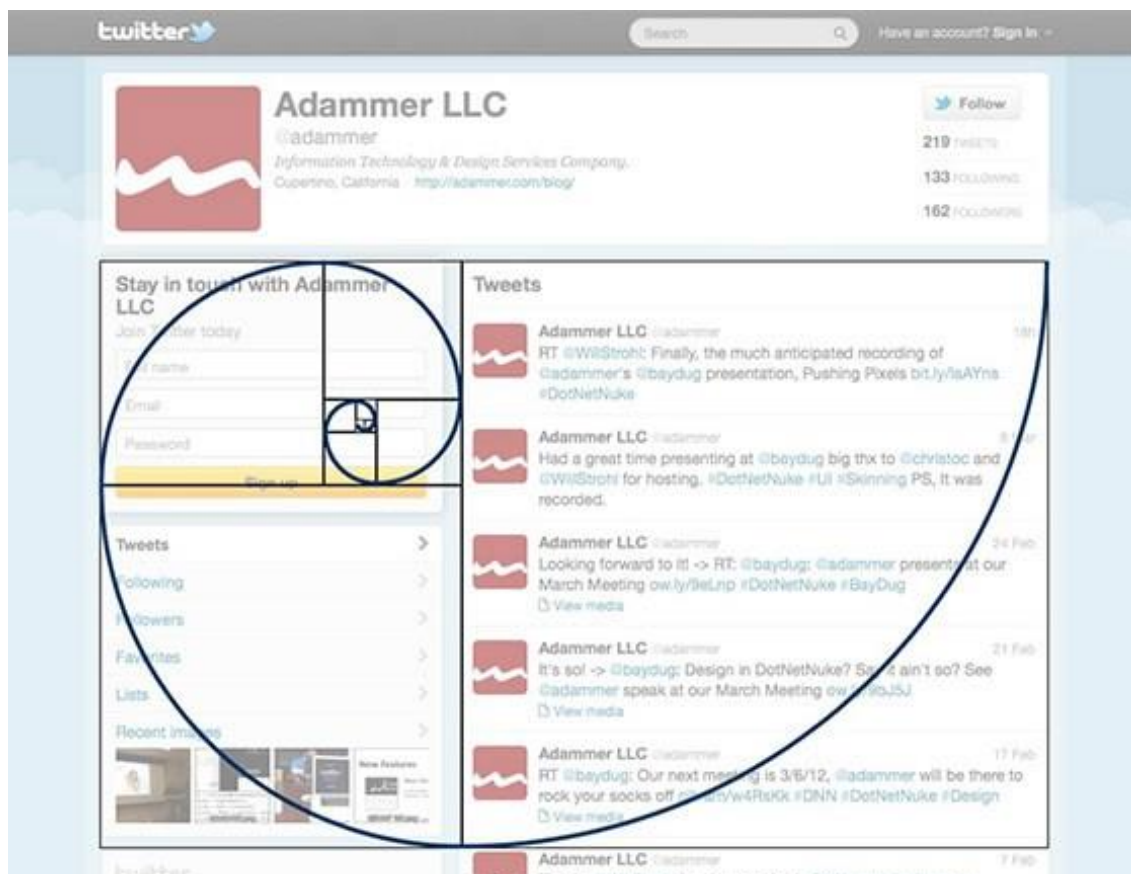 twitter
Search
Have an account? Sign in
Adammer LLC
@adammer
Information Technology & Design Services Company.
Cupertino, California http://adammer.com/blog/
Follow
219 TWEETS
133 FOLLOWING
162 FOLLOWERS
Stay in touch with Adammer
LLC
Join Twitter today
Full name
Email
Password
Sign up
Tweets
Following
Followers
Favorites
Lists
Recent images
New Features
Tweets
Adammer LLC @adammer 18h
RT @WillStrohl: Finally, the much anticipated recording of
@adammer's @baydug presentation, Pushing Pixels bit.ly/IsAYns
#DotNetNuke
Adammer LLC @adammer Mar
Had a great time presenting at @baydug big thx to @christoc and
@WillStrohl for hosting. #DotNetNuke #UI #Skinning PS, It was
recorded.
Adammer LLC @adammer 24 Feb
Looking forward to it! -> RT: @baydug: @adammer presents at our
March Meeting ow.ly/9eLnp #DotNetNuke #BayDug
View media
Adammer LLC @adammer 21 Feb
It's so! -> @baydug: Design in DotNetNuke? Say it ain't so? See
@adammer speak at our March Meeting
View media
Adammer LLC @adammer 17 Feb
RT @baydug: Our next meeting is 3/6/12, @adammer will be there to
rock your socks off #DNN #DotNetNuke #Design
View media
Adammer LLC @adammer 7 Feb